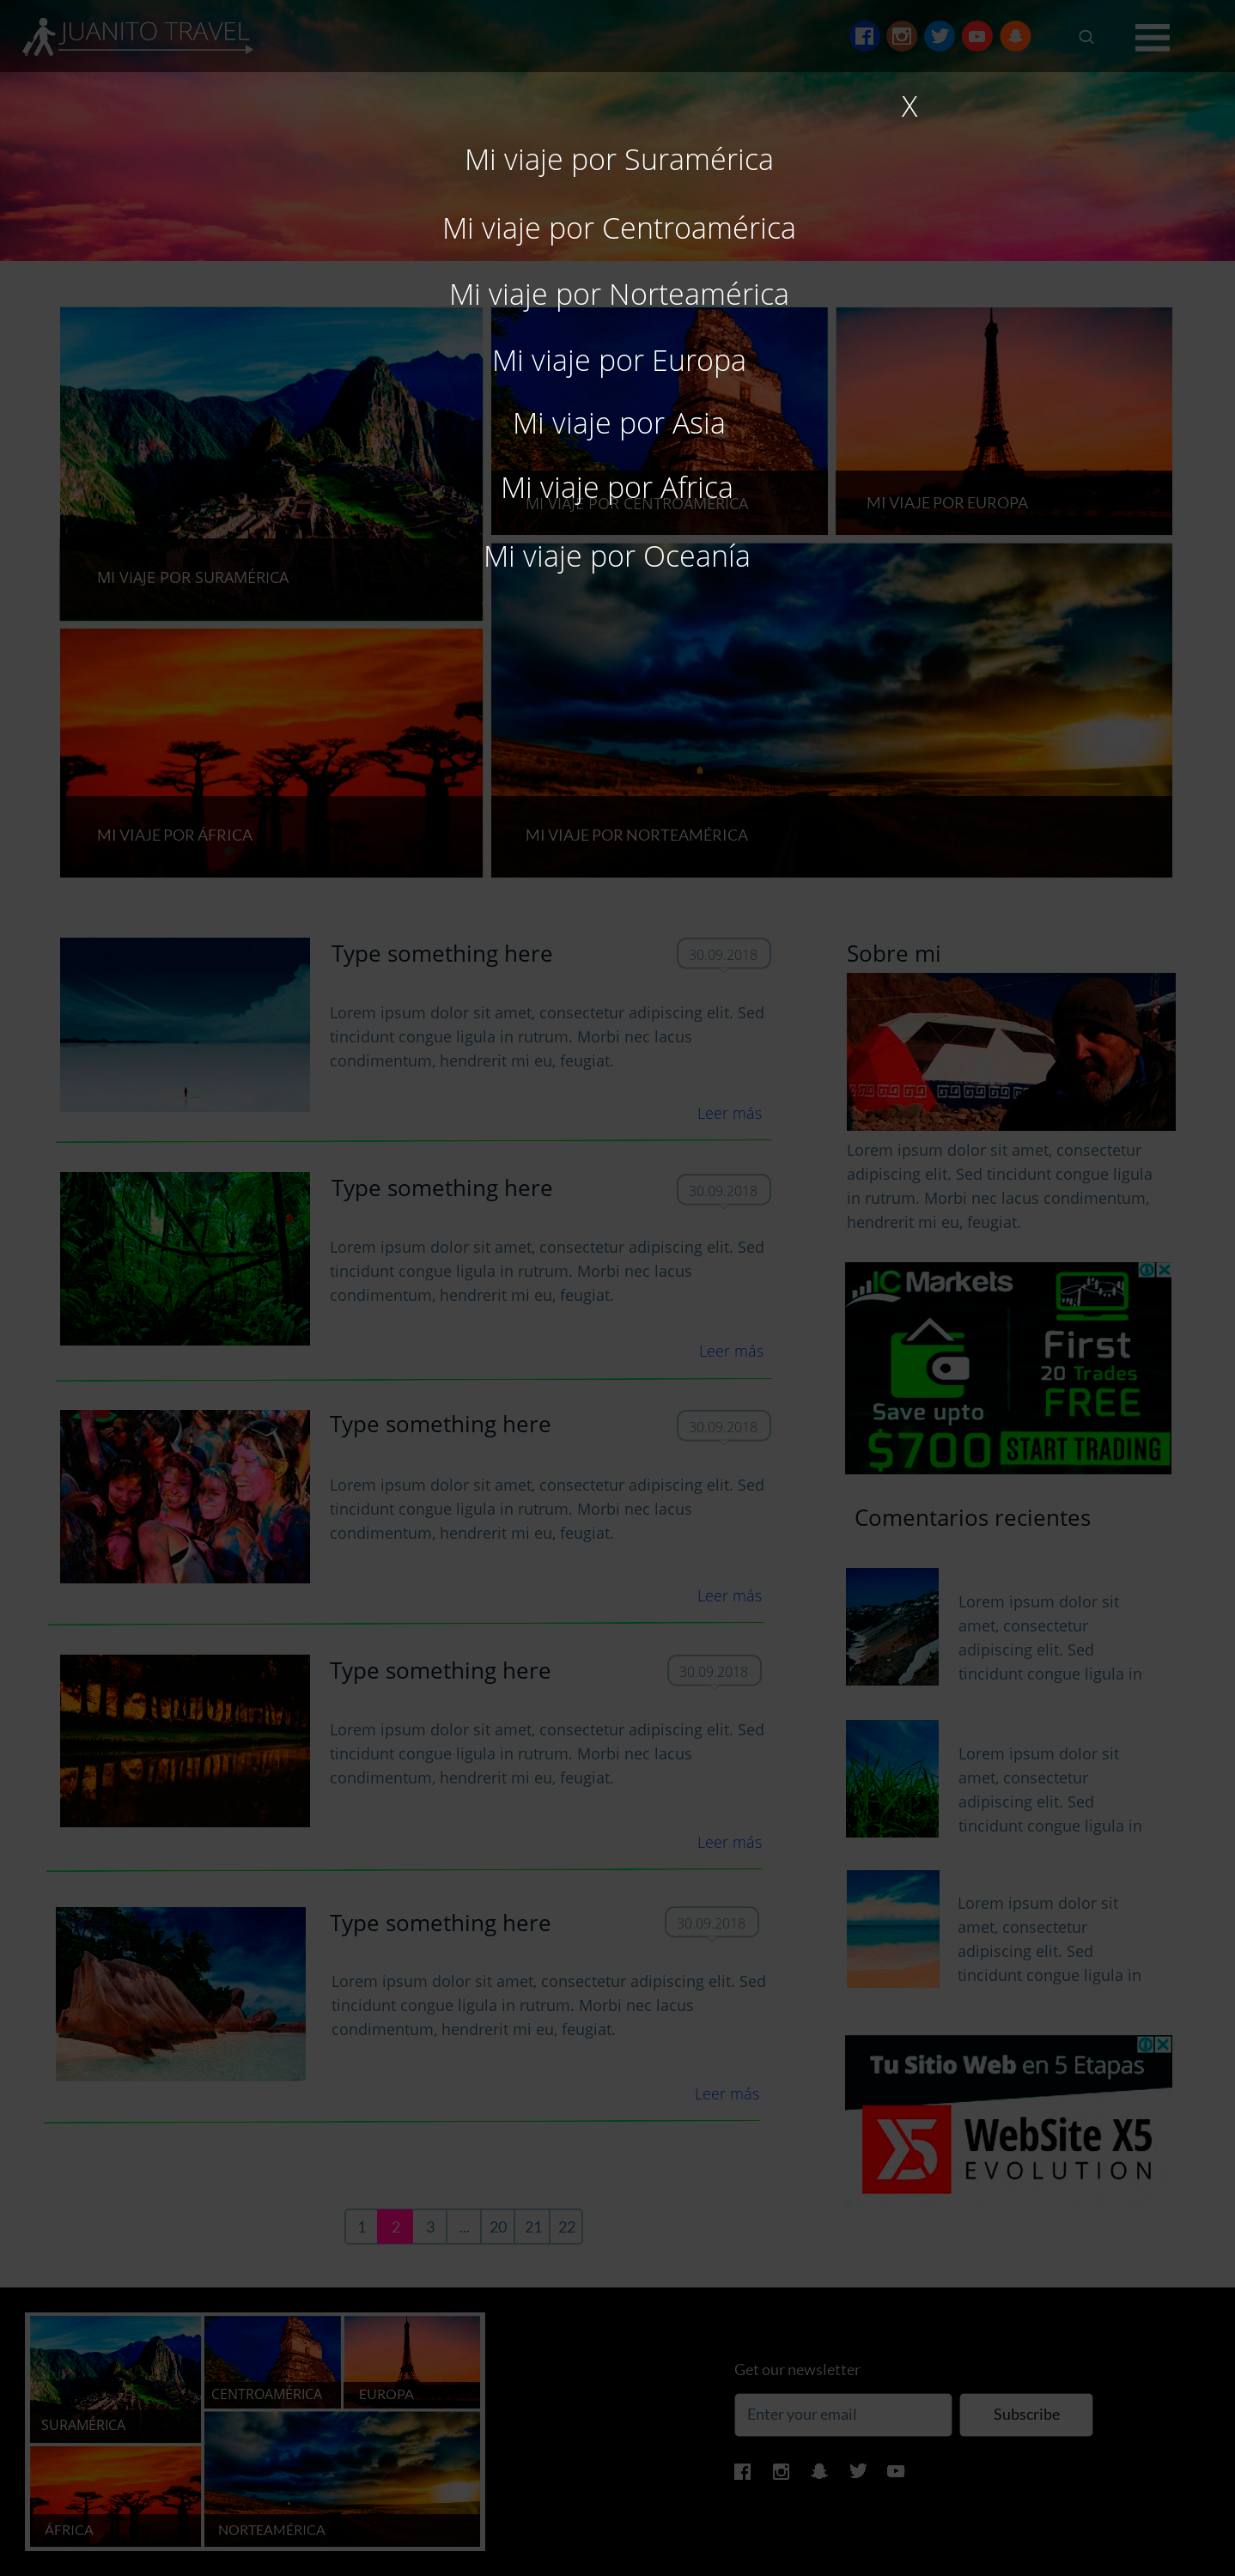 JUANITO TRAVEL
X
Mi viaje por Suramérica
Mi viaje por Centroamérica
Mi viaje por Norteamérica
Mi viaje por Europa
Mi viaje por Asia
Mi viaje por Africa
Mi viaje por Oceanía
MI VIAJE POR CENTROAMÉRICA
MI VIAJE POR EUROPA
MI VIAJE POR SURAMÉRICA
MI VIAJE POR ÁFRICA
MI VIAJE POR NORTEAMÉRICA
Type something here
30.09.2018
Lorem ipsum dolor sit amet, consectetur adipiscing elit. Sed
tincidunt congue ligula in rutrum. Morbi nec lacus
condimentum, hendrerit mi eu, feugiat.
Leer más
Type something here
30.09.2018
Lorem ipsum dolor sit amet, consectetur adipiscing elit. Sed
tincidunt congue ligula in rutrum. Morbi nec lacus
condimentum, hendrerit mi eu, feugiat.
Leer más
Type something here
30.09.2018
Lorem ipsum dolor sit amet, consectetur adipiscing elit. Sed
tincidunt congue ligula in rutrum. Morbi nec lacus
condimentum, hendrerit mi eu, feugiat.
Leer más
Type something here
30.09.2018
Lorem ipsum dolor sit amet, consectetur adipiscing elit. Sed
tincidunt congue ligula in rutrum. Morbi nec lacus
condimentum, hendrerit mi eu, feugiat.
Leer más
Type something here
30.09.2018
Lorem ipsum dolor sit amet, consectetur adipiscing elit. Sed
tincidunt congue ligula in rutrum. Morbi nec lacus
condimentum, hendrerit mi eu, feugiat.
Leer más
1 2 3 ... 20 21 22
Sobre mi
Lorem ipsum dolor sit amet, consectetur
adipiscing elit. Sed tincidunt congue ligula
in rutrum. Morbi nec lacus condimentum,
hendrerit mi eu, feugiat.
IC Markets
Save upto
$700
First
20 Trades
FREE
START TRADING
Comentarios recientes
Lorem ipsum dolor sit
amet, consectetur
adipiscing elit. Sed
tincidunt congue ligula in
Lorem ipsum dolor sit
amet, consectetur
adipiscing elit. Sed
tincidunt congue ligula in
Lorem ipsum dolor sit
amet, consectetur
adipiscing elit. Sed
tincidunt congue ligula in
Tu Sitio Web en 5 Etapas
X5
WebSite X5
EVOLUTION
SURAMÉRICA
CENTROAMÉRICA
EUROPA
ÁFRICA
NORTEAMÉRICA
Get our newsletter
Enter your email
Subscribe